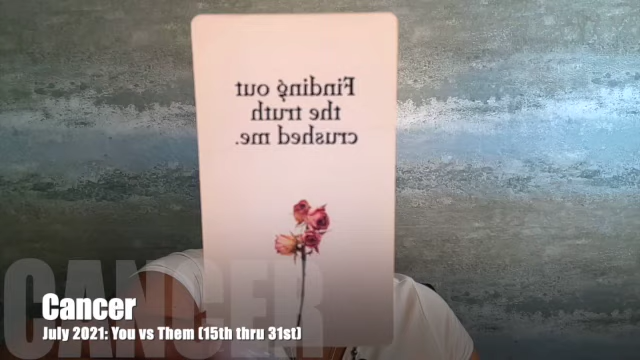 Finding out
the truth
crushed me.
CANCER
Cancer
July 2021: You vs Them (15th thru 31st)